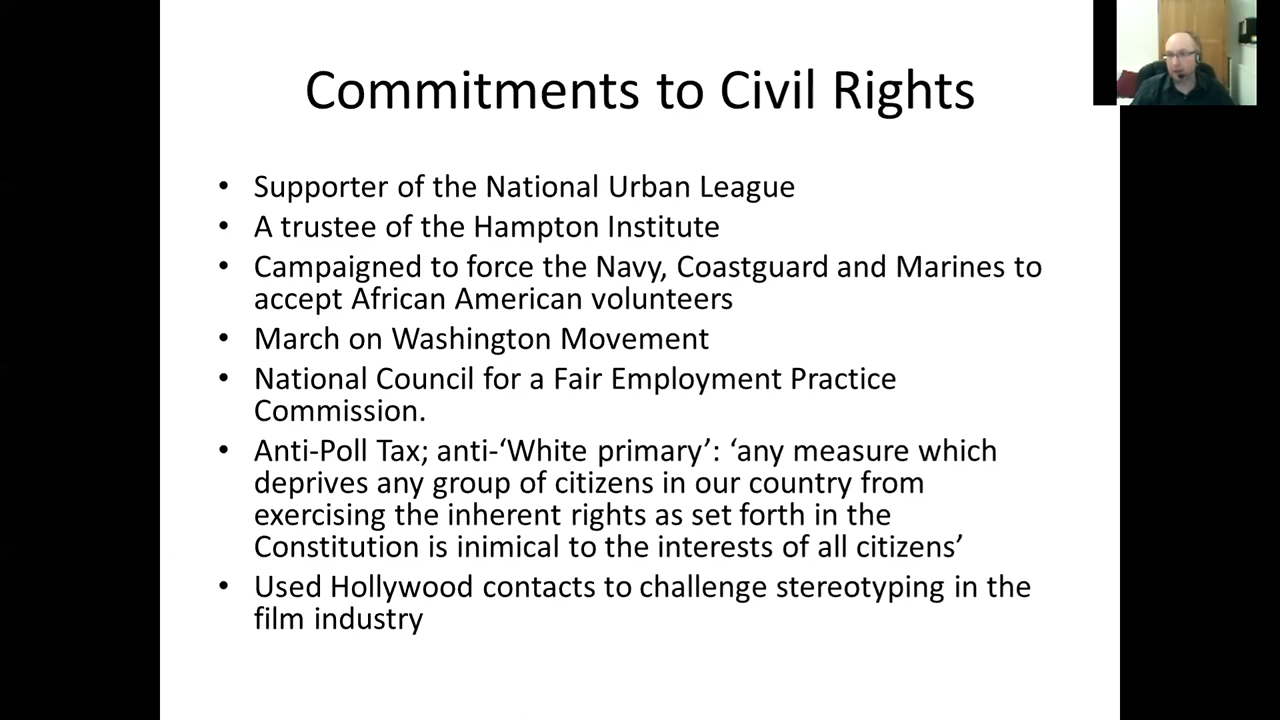 Commitments to Civil Rights
• Supporter of the National Urban League
• A trustee of the Hampton Institute
• Campaigned to force the Navy, Coastguard and Marines to
accept African American volunteers
• March on Washington Movement
• National Council for a Fair Employment Practice
Commission.
• Anti-Poll Tax; anti-‘White primary’: ‘any measure which
deprives any group of citizens in our country from
exercising the inherent rights as set forth in the
Constitution is inimical to the interests of all citizens’
• Used Hollywood contacts to challenge stereotyping in the
film industry